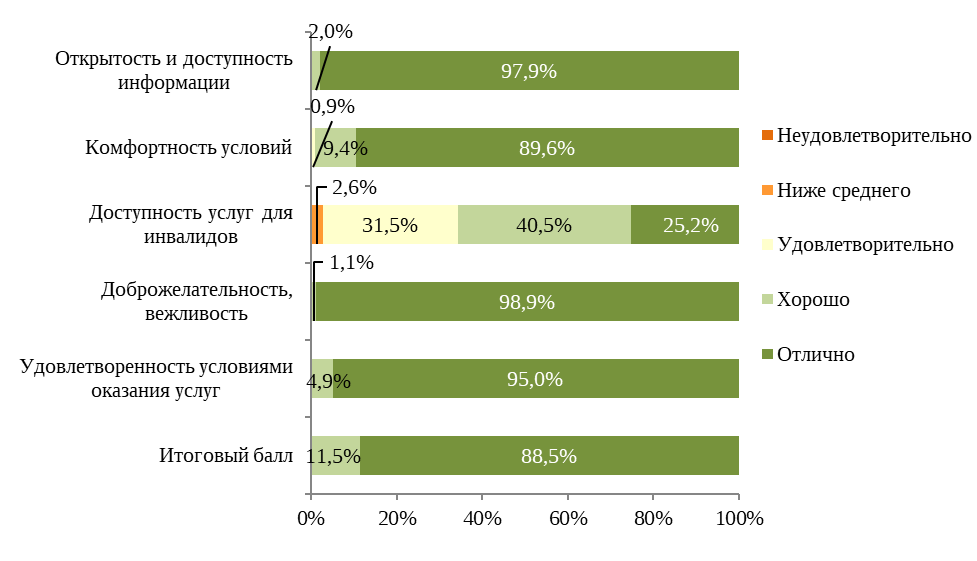 2,0%
Открытость и доступность
информации
97,9%
0,9%
Комфортность условий
9,4%
89,6%
2,6%
Доступность услуг для
инвалидов
31,5%
40,5%
25,2%
1,1%
Доброжелательность,
вежливость
98,9%
Удовлетворенность условиями
оказания услуг
4,9%
95,0%
Итоговый балл
11,5%
88,5%
0%
20%
40%
60%
80%
100%
Неудовлетворительно
Ниже среднего
Удовлетворительно
Хорошо
Отлично